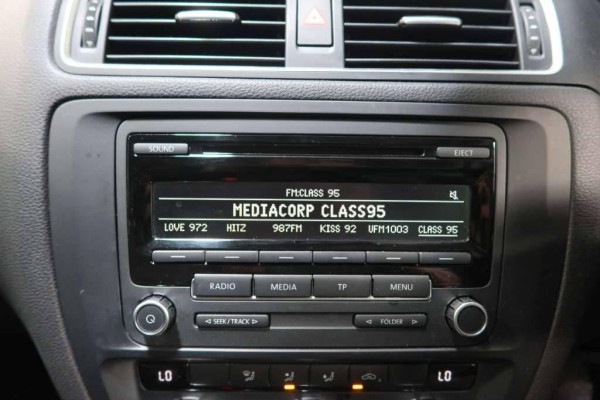 SOUND
EJECT
FM:CLASS 95
MEDIACORP CLASS95
LOVE 972 HITZ 987FM KISS 92 UFM1003 CLASS 95
RADIO MEDIA TP MENU
SEEK/TRACK FOLDER
LO LO